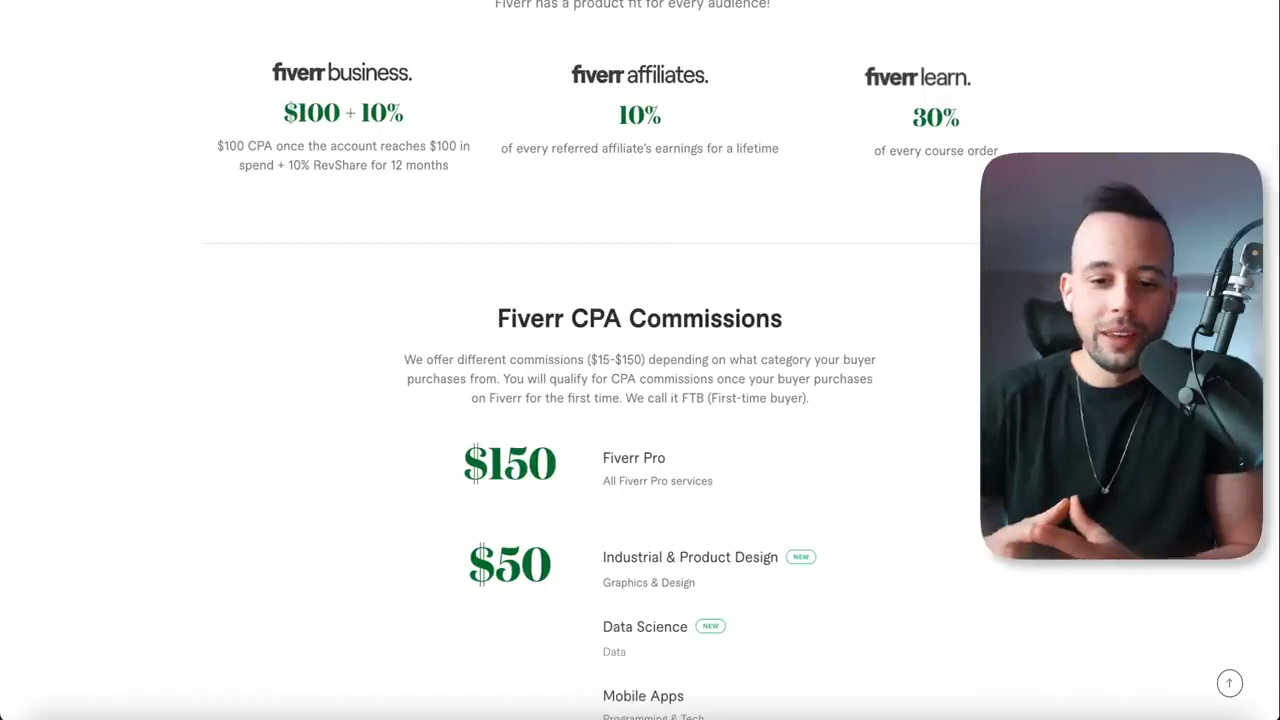 Fiverr has a product fit for every audience!
fiverr business.
$100 + 10%
$100 CPA once the account reaches $100 in
spend + 10% RevShare for 12 months
fiverr affiliates.
10%
of every referred affiliate's earnings for a lifetime
fiverr learn.
30%
of every course order
Fiverr CPA Commissions
We offer different commissions ($15-$150) depending on what category your buyer
purchases from. You will qualify for CPA commissions once your buyer purchases
on Fiverr for the first time. We call it FTB (First-time buyer).
$150
Fiverr Pro
All Fiverr Pro services
$50
Industrial & Product Design NEW
Graphics & Design
Data Science NEW
Data
Mobile Apps
Programming & Tech